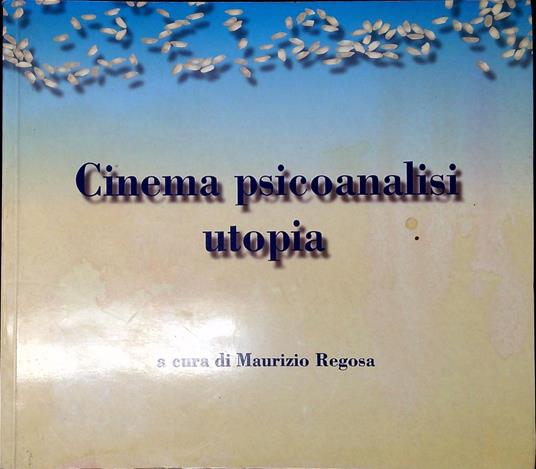 Cinema psicoanalisi
utopia
a cura di Maurizio Regosa